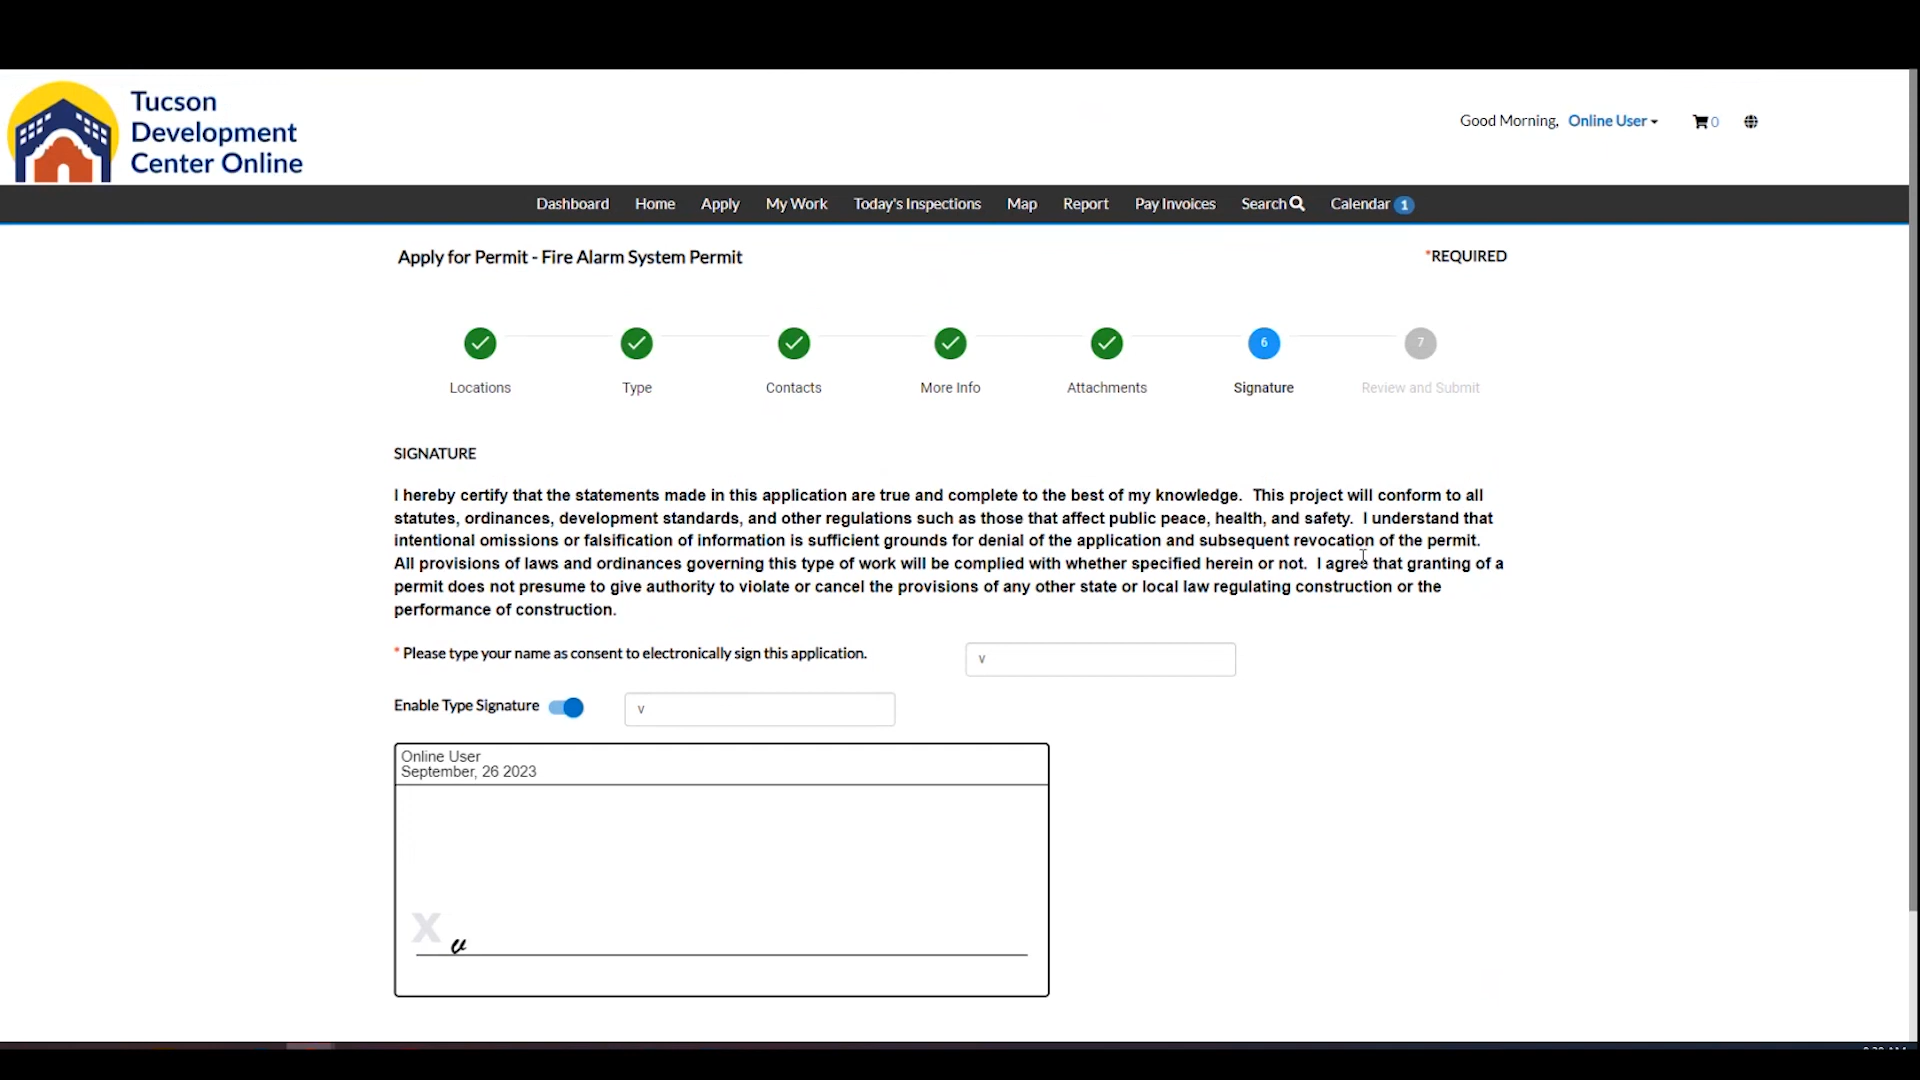 Tucson
Development
Center Online
Good Morning, Online User
0
Dashboard Home Apply My Work Today's Inspections Map Report Pay Invoices Search Calendar 1
Apply for Permit - Fire Alarm System Permit
*REQUIRED
6
7
Locations Type Contacts More Info Attachments Signature Review and Submit
SIGNATURE
I hereby certify that the statements made in this application are true and complete to the best of my knowledge. This project will conform to all
statutes, ordinances, development standards, and other regulations such as those that affect public peace, health, and safety. I understand that
intentional omissions or falsification of information is sufficient grounds for denial of the application and subsequent revocation of the permit.
All provisions of laws and ordinances governing this type of work will be complied with whether specified herein or not. I agree that granting of a
permit does not presume to give authority to violate or cancel the provisions of any other state or local law regulating construction or the
performance of construction.
* Please type your name as consent to electronically sign this application.
v
Enable Type Signature
v
Online User
September, 26 2023
X v